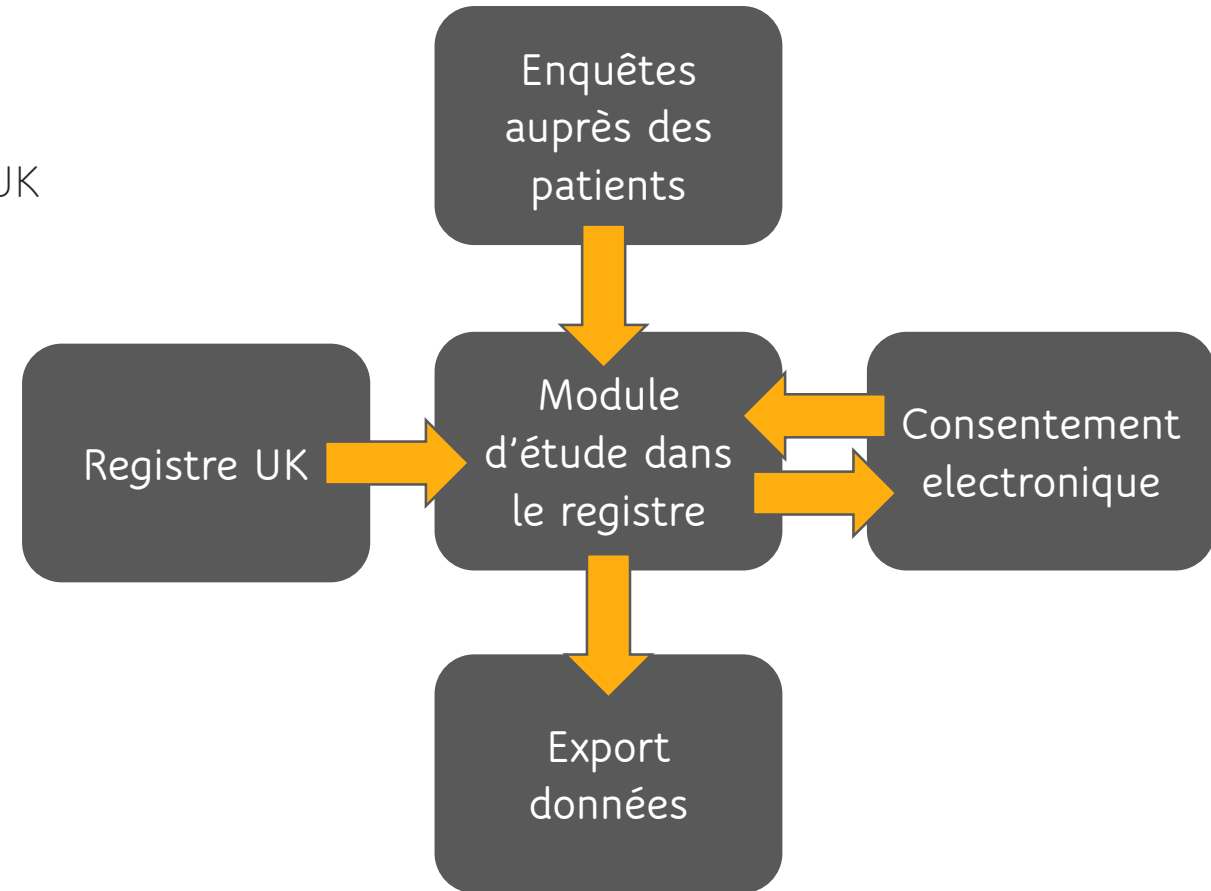 UK
Enquêtes
auprès des
patients
Registre UK
Module
d'étude dans
le registre
Consentement
electronique
Export
données